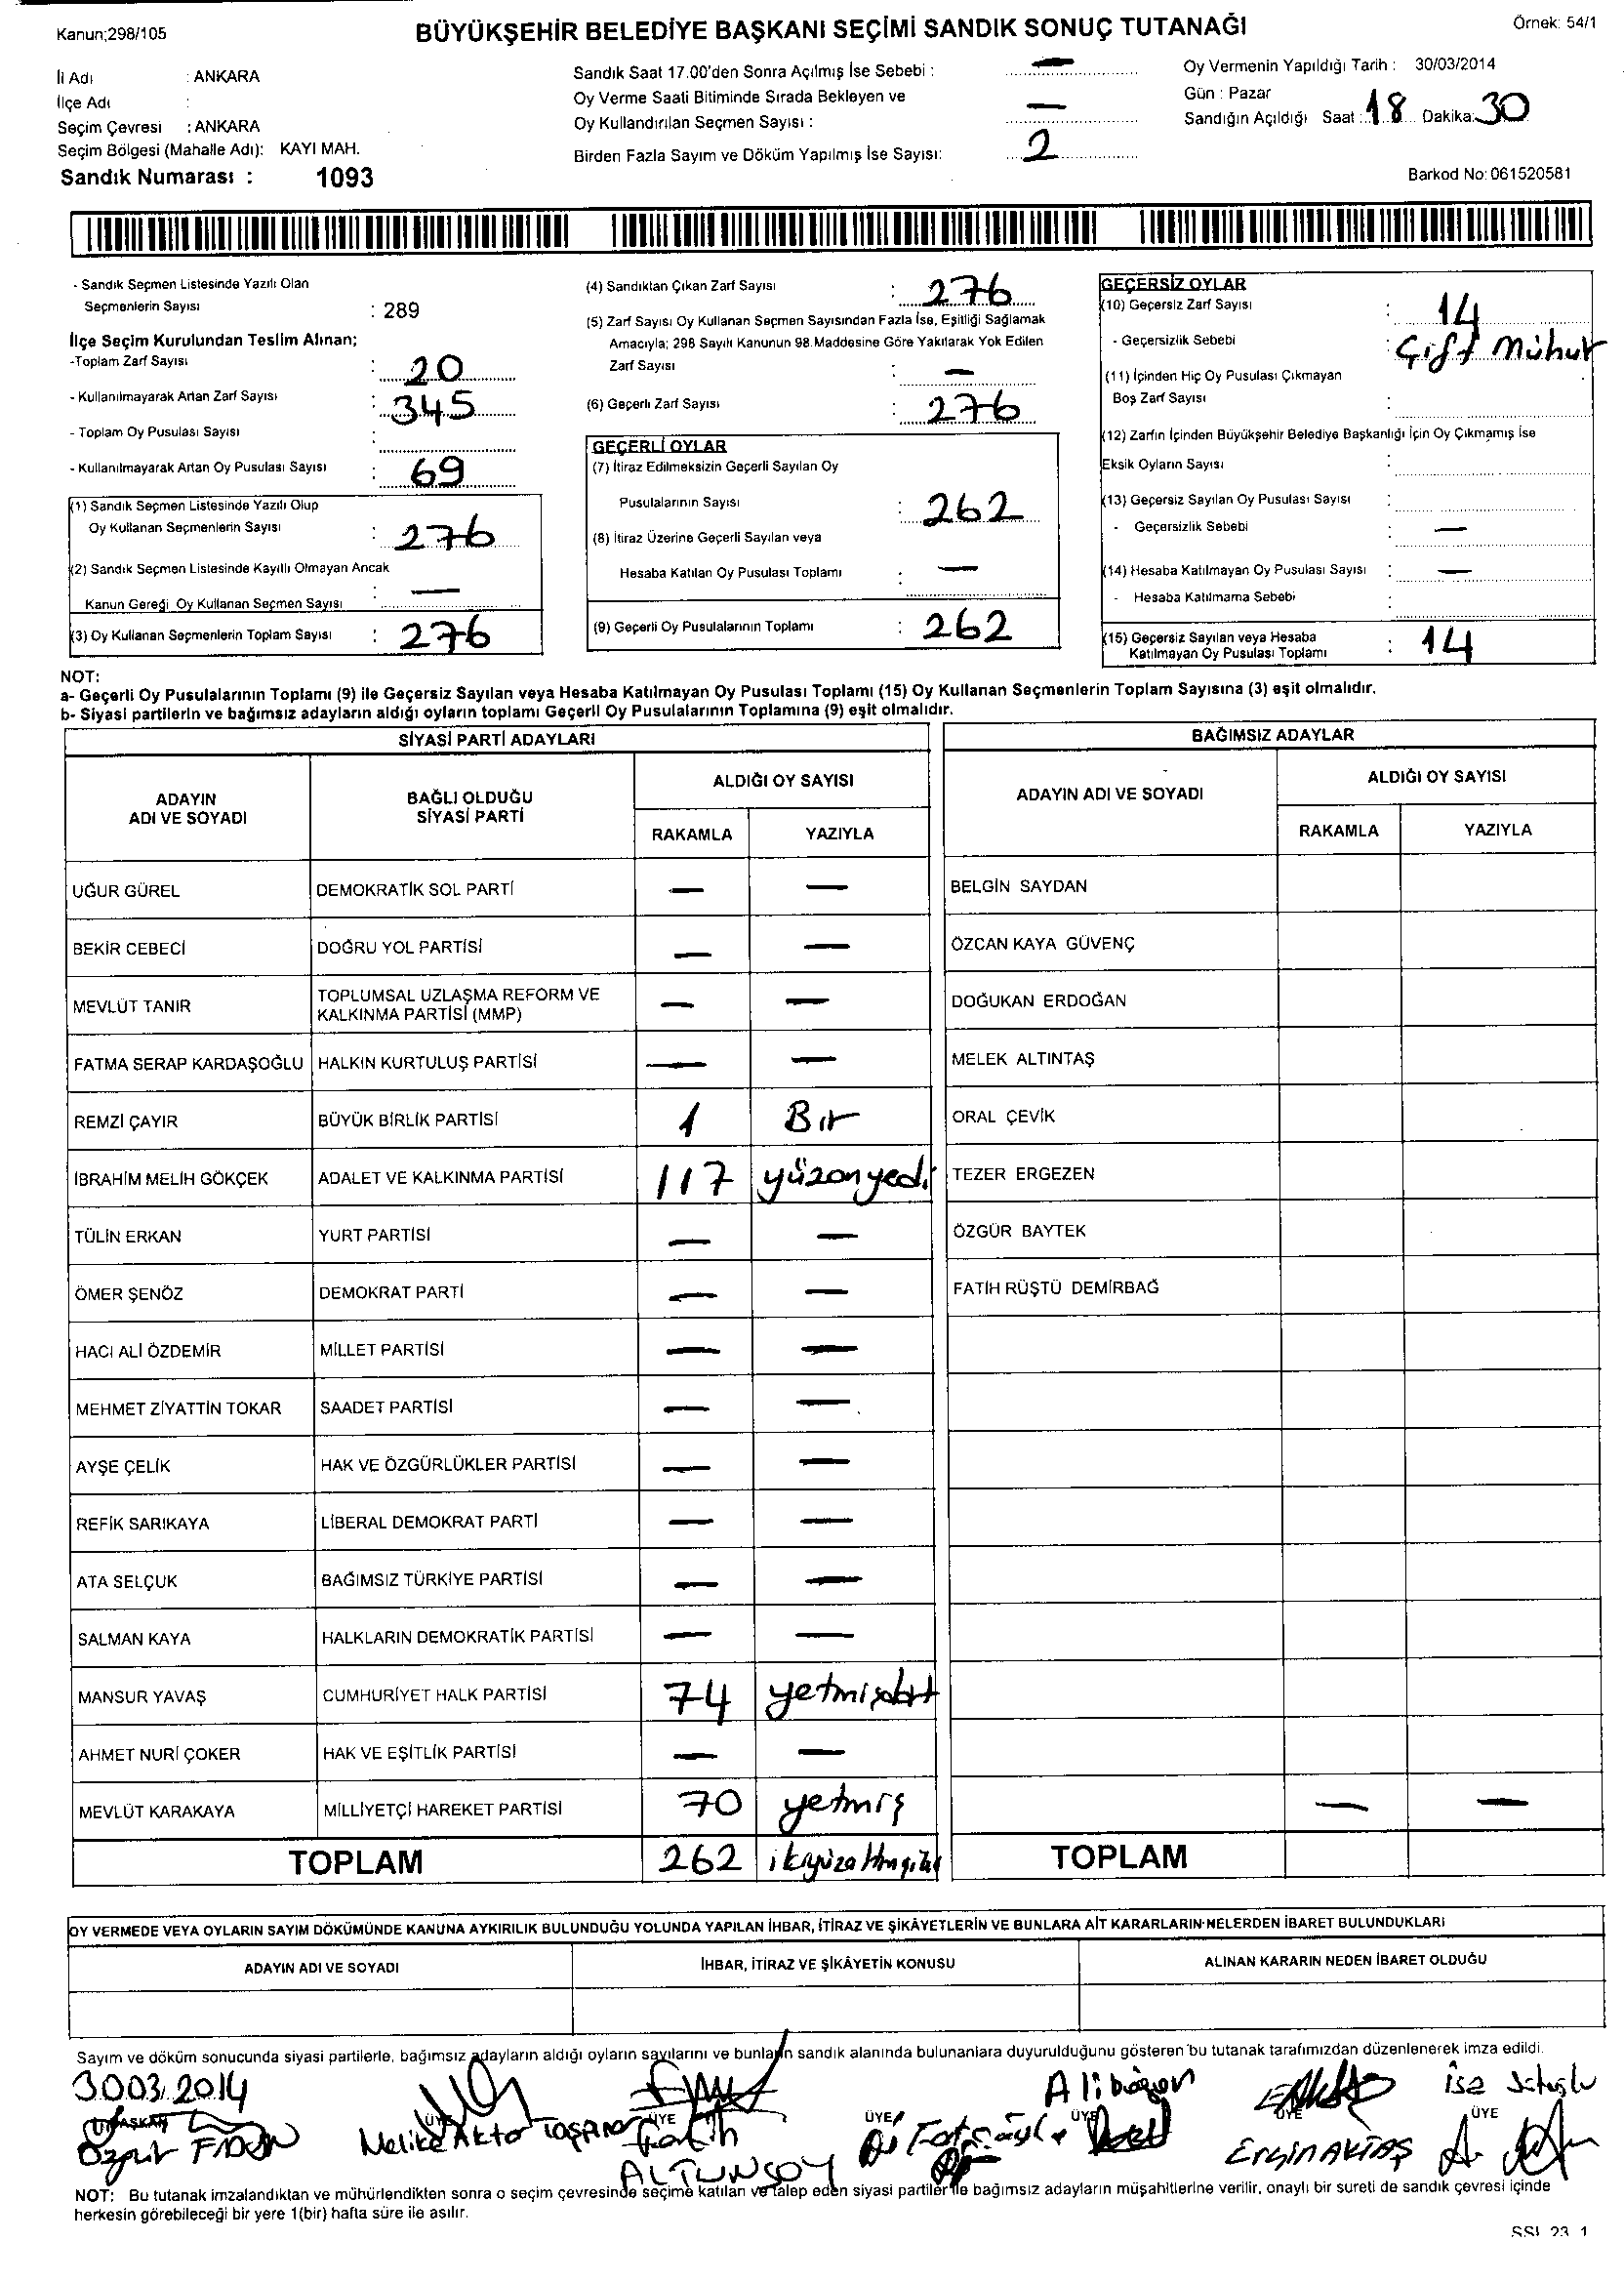 Kanun;298/105
BÜYÜKŞEHİR BELEDİYE BAŞKANI SEÇİMİ SANDIK SONUÇ TUTANAĞI
Örnek: 54/1
İli Adı : ANKARA
İlçe Adı :
Seçim Çevresi : ANKARA
Seçim Bölgesi (Mahalle Adı): KAYI MAH.
Sandık Numarası : 1093
Sandık Saat 17.00'den Sonra Açılmış İse Sebebi : —
Oy Verme Saati Bitiminde Sırada Bekleyen ve
Oy Kullandırılan Seçmen Sayısı : —
Birden Fazla Sayım ve Döküm Yapılmış İse Sayısı: 2
Oy Vermenin Yapıldığı Tarih : 30/03/2014
Gün : Pazar
Sandığın Açıldığı Saat : 18 Dakika: 30
Barkod No: 061520581
- Sandık Seçmen Listesinde Yazılı Olan
Seçmenlerin Sayısı : 289
İlçe Seçim Kurulundan Teslim Alınan;
-Toplam Zarf Sayısı : 20
- Kullanılmayarak Artan Zarf Sayısı : 345
- Toplam Oy Pusulası Sayısı :
- Kullanılmayarak Artan Oy Pusulası Sayısı : 69
(1) Sandık Seçmen Listesinde Yazılı Olup
Oy Kullanan Seçmenlerin Sayısı : 276
(2) Sandık Seçmen Listesinde Kayıtlı Olmayan Ancak
Kanun Gereği Oy Kullanan Seçmen Sayısı : —
(3) Oy Kullanan Seçmenlerin Toplam Sayısı : 276
(4) Sandıktan Çıkan Zarf Sayısı : 276
(5) Zarf Sayısı Oy Kullanan Seçmen Sayısından Fazla İse, Eşitliği Sağlamak
Amacıyla; 298 Sayılı Kanunun 98.Maddesine Göre Yakılarak Yok Edilen
Zarf Sayısı : —
(6) Geçerli Zarf Sayısı : 276
GEÇERLİ OYLAR
(7) İtiraz Edilmeksizin Geçerli Sayılan Oy
Pusulalarının Sayısı : 262
(8) İtiraz Üzerine Geçerli Sayılan veya
Hesaba Katılan Oy Pusulası Toplamı : —
(9) Geçerli Oy Pusulalarının Toplamı : 262
GEÇERSİZ OYLAR
(10) Geçersiz Zarf Sayısı : 14
- Geçersizlik Sebebi : Çift Mühür
(11) İçinden Hiç Oy Pusulası Çıkmayan
Boş Zarf Sayısı :
(12) Zarfın İçinden Büyükşehir Belediye Başkanlığı İçin Oy Çıkmamış İse
Eksik Oyların Sayısı :
(13) Geçersiz Sayılan Oy Pusulası Sayısı :
- Geçersizlik Sebebi : —
(14) Hesaba Katılmayan Oy Pusulası Sayısı : —
- Hesaba Katılmama Sebebi :
(15) Geçersiz Sayılan veya Hesaba
Katılmayan Oy Pusulası Toplamı : 14
NOT:
a- Geçerli Oy Pusulalarının Toplamı (9) ile Geçersiz Sayılan veya Hesaba Katılmayan Oy Pusulası Toplamı (15) Oy Kullanan Seçmenlerin Toplam Sayısına (3) eşit olmalıdır.
b- Siyasi partilerin ve bağımsız adayların aldığı oyların toplamı Geçerli Oy Pusulalarının Toplamına (9) eşit olmalıdır.
SİYASİ PARTİ ADAYLARI
ADAYIN ADI VE SOYADI BAĞLI OLDUĞU SİYASİ PARTİ ALDIĞI OY SAYISI
RAKAMLA YAZIYLA
UĞUR GÜREL DEMOKRATİK SOL PARTİ — —
BEKİR CEBECİ DOĞRU YOL PARTİSİ — —
MEVLÜT TANIR TOPLUMSAL UZLAŞMA REFORM VE KALKINMA PARTİSİ (MMP) — —
FATMA SERAP KARDAŞOĞLU HALKIN KURTULUŞ PARTİSİ — —
REMZİ ÇAYIR BÜYÜK BİRLİK PARTİSİ 1 Bir
İBRAHİM MELİH GÖKÇEK ADALET VE KALKINMA PARTİSİ 117 yüzonyedi
TÜLİN ERKAN YURT PARTİSİ — —
ÖMER ŞENÖZ DEMOKRAT PARTİ — —
HACI ALİ ÖZDEMİR MİLLET PARTİSİ — —
MEHMET ZİYATTİN TOKAR SAADET PARTİSİ — —
AYŞE ÇELİK HAK VE ÖZGÜRLÜKLER PARTİSİ — —
REFİK SARIKAYA LİBERAL DEMOKRAT PARTİ — —
ATA SELÇUK BAĞIMSIZ TÜRKİYE PARTİSİ — —
SALMAN KAYA HALKLARIN DEMOKRATİK PARTİSİ — —
MANSUR YAVAŞ CUMHURİYET HALK PARTİSİ 74 yetmişdört
AHMET NURİ ÇOKER HAK VE EŞİTLİK PARTİSİ — —
MEVLÜT KARAKAYA MİLLİYETÇİ HAREKET PARTİSİ 70 yetmiş
TOPLAM 262
BAĞIMSIZ ADAYLAR
ADAYIN ADI VE SOYADI ALDIĞI OY SAYISI
RAKAMLA YAZIYLA
BELGİN SAYDAN
ÖZCAN KAYA GÜVENÇ
DOĞUKAN ERDOĞAN
MELEK ALTINTAŞ
ORAL ÇEVİK
TEZER ERGEZEN
ÖZGÜR BAYTEK
FATİH RÜŞTÜ DEMİRBAĞ
— —
TOPLAM
OY VERMEDE VEYA OYLARIN SAYIM DÖKÜMÜNDE KANUNA AYKIRILIK BULUNDUĞU YOLUNDA YAPILAN İHBAR, İTİRAZ VE ŞİKÂYETLERİN VE BUNLARA AİT KARARLARIN NELERDEN İBARET BULUNDUKLARI
ADAYIN ADI VE SOYADI İHBAR, İTİRAZ VE ŞİKÂYETİN KONUSU ALINAN KARARIN NEDEN İBARET OLDUĞU
Sayım ve döküm sonucunda siyasi partilerle, bağımsız adayların aldığı oyların sayılarını ve bunların sandık alanında bulunanlara duyurulduğunu gösteren bu tutanak tarafımızdan düzenlenerek imza edildi.
30.03.2014
BAŞKAN ÜYE ÜYE ÜYE ÜYE ÜYE ÜYE
Özgür FİDAN
Melike Akto Taşpınar
Fatih
ALTUNSOY
ERGİN AKTAŞ
NOT: Bu tutanak imzalandıktan ve mühürlendikten sonra o seçim çevresinde seçime katılan ve talep eden siyasi partiler ile bağımsız adayların müşahitlerine verilir, onaylı bir sureti de sandık çevresi içinde
herkesin görebileceği bir yere 1(bir) hafta süre ile asılır.
SSI 23 1